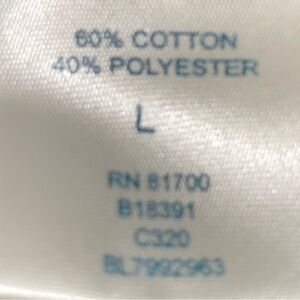 60% COTTON
40% POLYESTER
L
RN 81700
B18391
C320
BL7992963